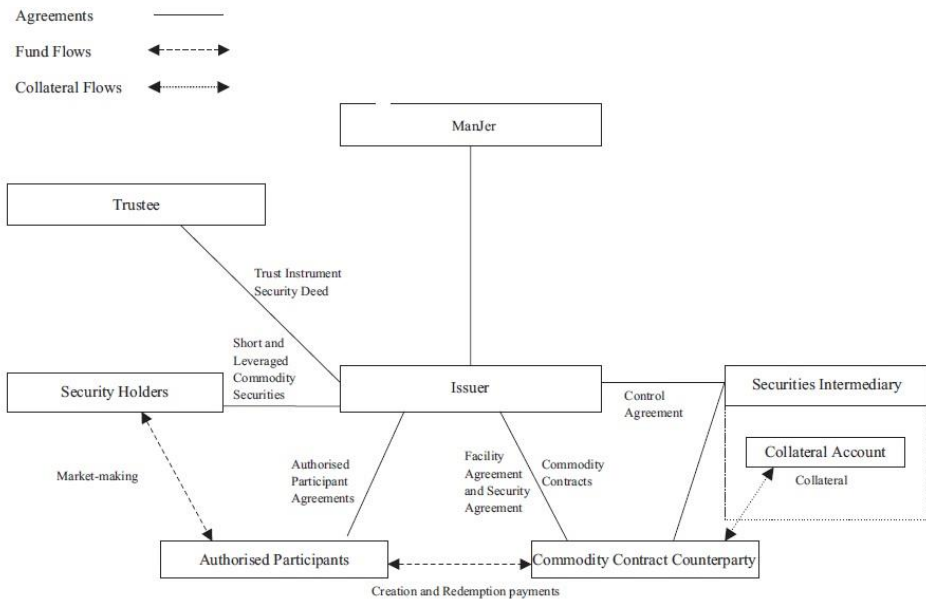 Agreements
Fund Flows
Collateral Flows
ManJer
Trustee
Trust Instrument
Security Deed
Short and
Leveraged
Commodity
Securities
Security Holders
Issuer
Securities Intermediary
Control
Agreement
Collateral Account
Collateral
Market-making
Authorised
Participant
Agreements
Facility
Agreement
and Security
Agreement
Commodity
Contracts
Authorised Participants
Commodity Contract Counterparty
Creation and Redemption payments